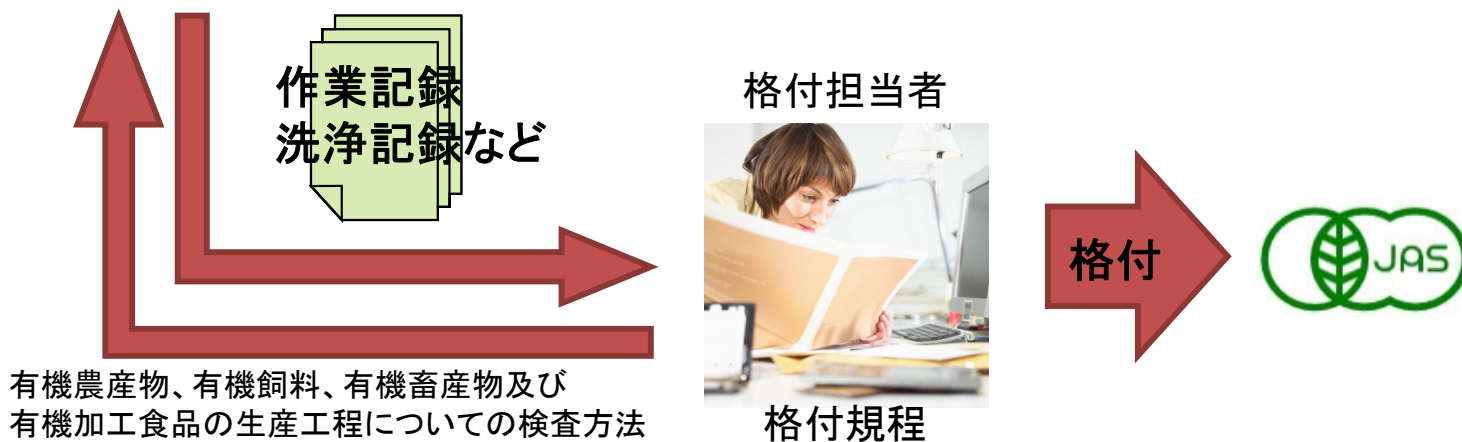 作業記録
洗浄記録など
格付担当者
格付
JAS
有機農産物、有機飼料、有機畜産物及び
有機加工食品の生産工程についての検査方法
格付規程